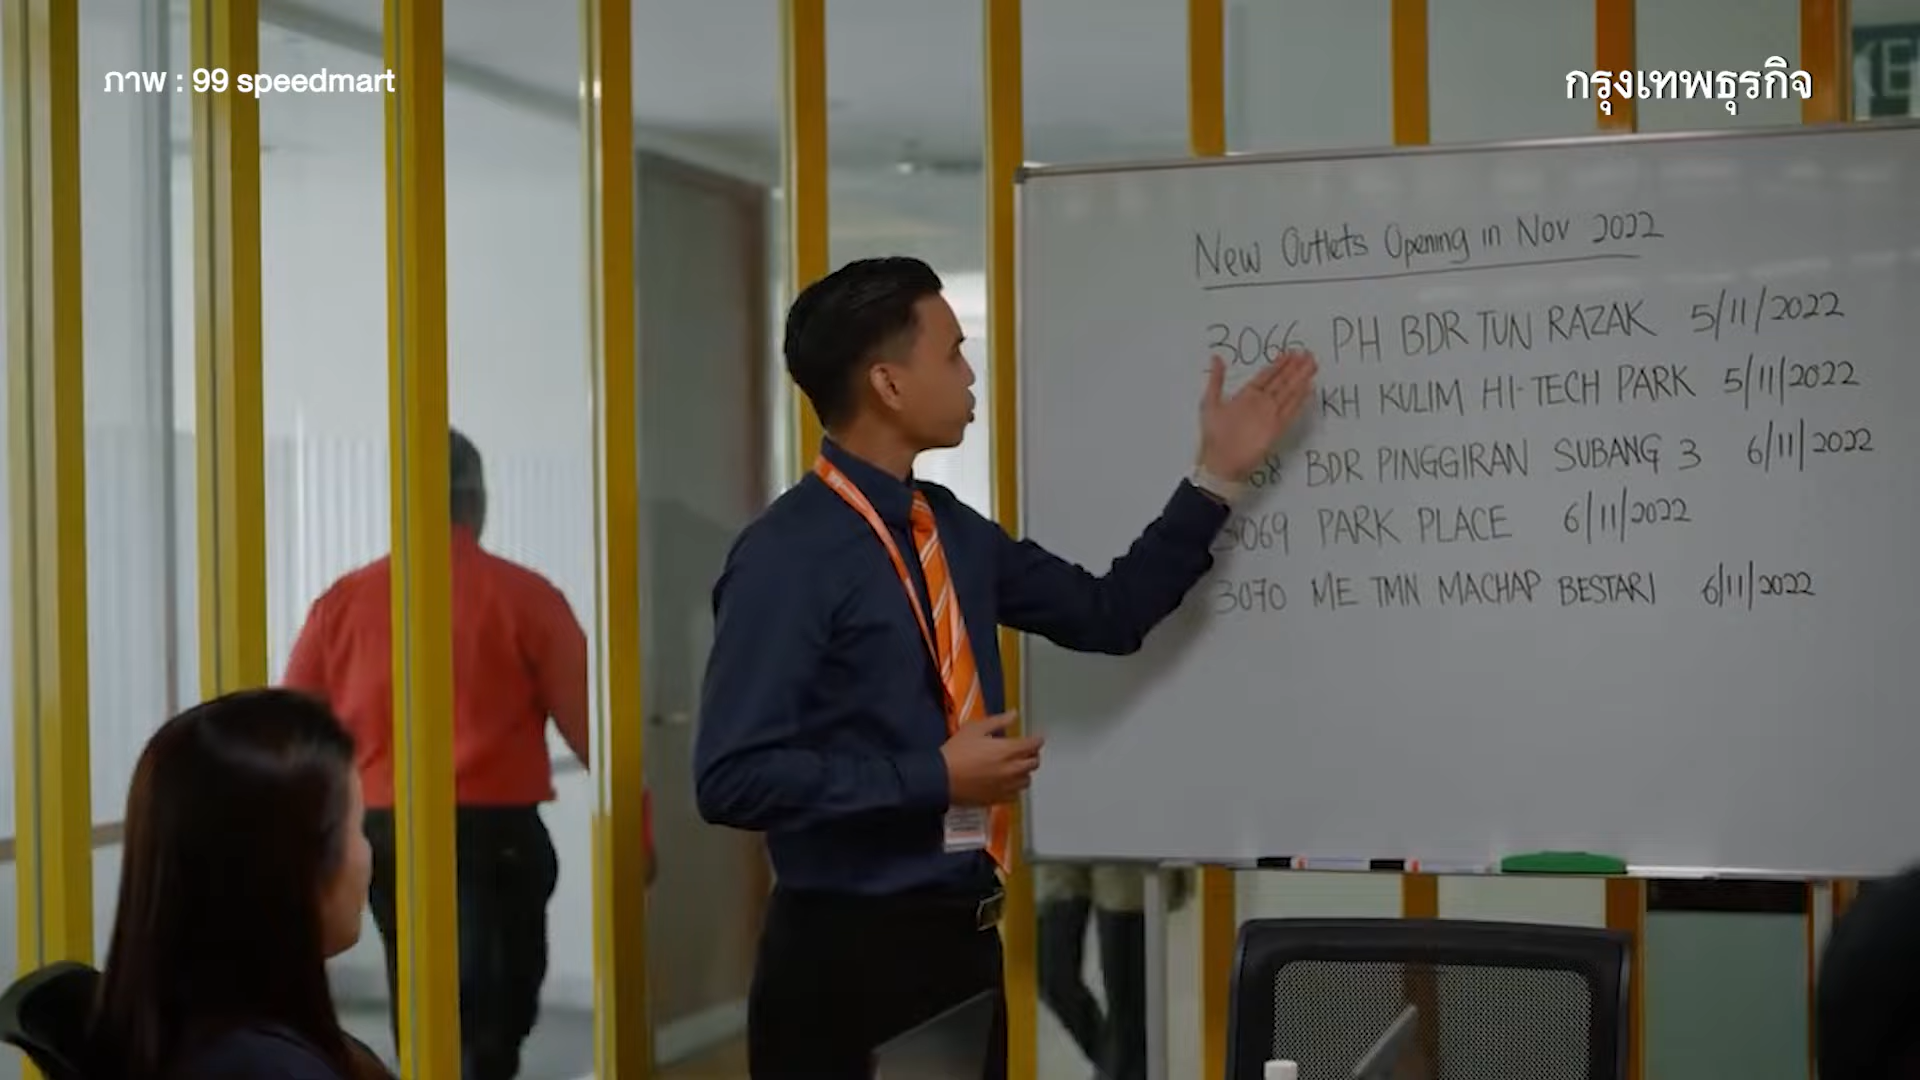 ภาพ : 99 speedmart
กรุงเทพธุรกิจ
New Outlets Opening in Nov 2022
3066 PH BDR TUN RAZAK 5/11/2022
KH KULIM HI-TECH PARK 5/11/2022
68 BDR PINGGIRAN SUBANG 3 6/11/2022
3069 PARK PLACE 6/11/2022
3070 ME TMN MACHAP BESTARI 6/11/2022